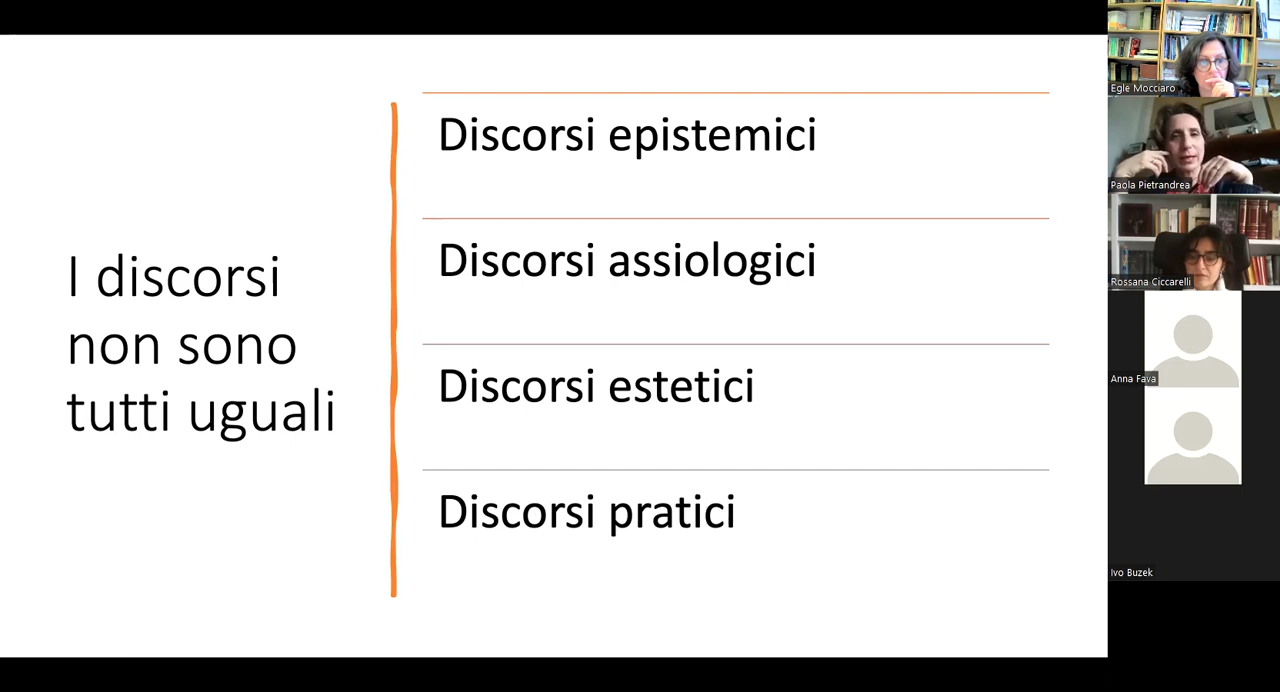 I discorsi
non sono
tutti uguali
Discorsi epistemici
Discorsi assiologici
Discorsi estetici
Discorsi pratici
Egle Mocciaro
Paola Pietrandrea
Rossana Ciccarelli
Anna Fava
Ivo Buzek